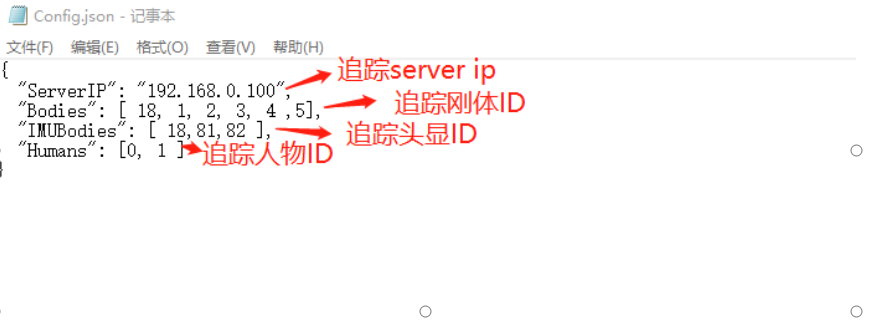 Config.json - 记事本
文件(F) 编辑(E) 格式(O) 查看(V) 帮助(H)
{
"ServerIP": "192.168.0.100", 追踪server ip
"Bodies": [ 18, 1, 2, 3, 4 ,5], 追踪刚体ID
"IMUBodies": [ 18,81,82 ], 追踪头显ID
"Humans": [0, 1 ] 追踪人物ID
}